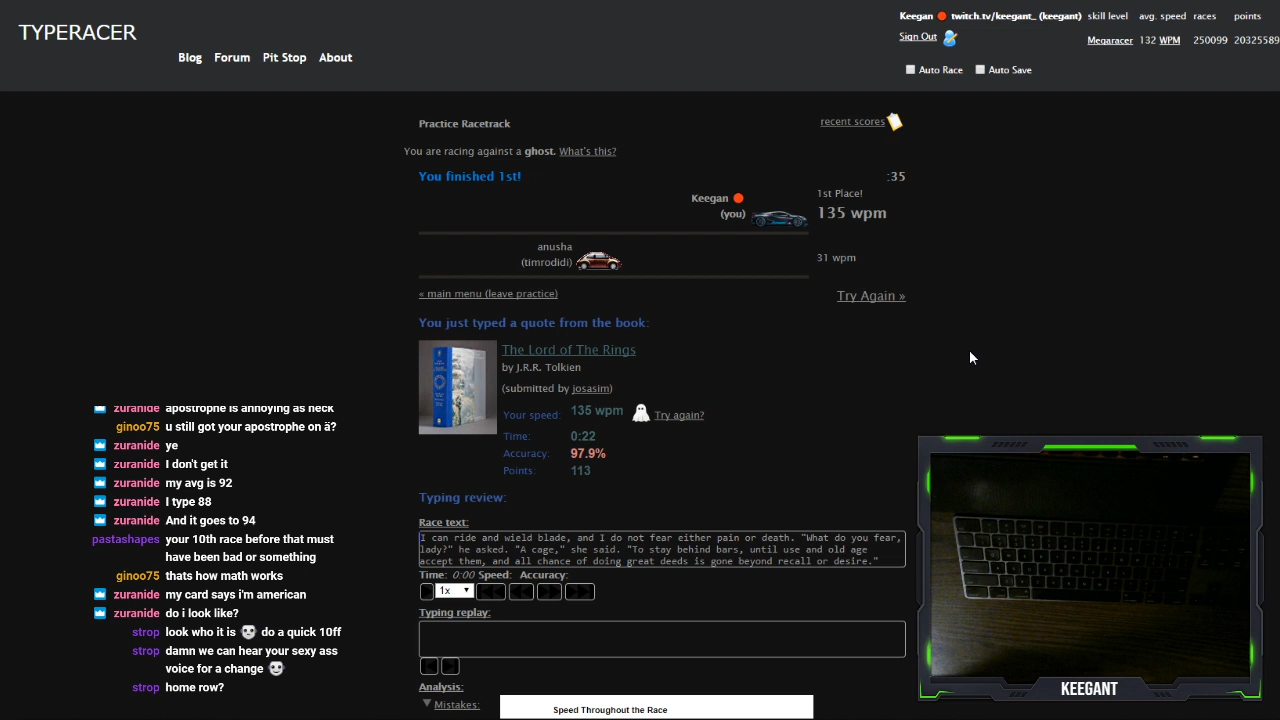 TYPERACER
Blog Forum Pit Stop About
Keegan twitch.tv/keegant_ (keegant) skill level avg. speed races points
Sign Out Megaracer 132 WPM 250099 20325589
Auto Race Auto Save
Practice Racetrack
recent scores
You are racing against a ghost. What's this?
You finished 1st!
:35
Keegan
(you)
1st Place!
135 wpm
anusha
(timrodidi)
31 wpm
« main menu (leave practice)
Try Again »
You just typed a quote from the book:
The Lord of The Rings
by J.R.R. Tolkien
(submitted by josasim)
Your speed: 135 wpm Try again?
Time: 0:22
Accuracy: 97.9%
Points: 113
Typing review:
Race text:
I can ride and wield blade, and I do not fear either pain or death. "What do you fear,
lady?" he asked. "A cage," she said. "To stay behind bars, until use and old age
accept them, and all chance of doing great deeds is gone beyond recall or desire."
Time: 0:00 Speed: Accuracy:
1x
Typing replay:
Analysis:
Mistakes:
Speed Throughout the Race
zuranide apostrophe is annoying as heck
ginoo75 u still got your apostrophe on ä?
zuranide ye
zuranide I don't get it
zuranide my avg is 92
zuranide I type 88
zuranide And it goes to 94
pastashapes your 10th race before that must
have been bad or something
ginoo75 thats how math works
zuranide my card says i'm american
zuranide do i look like?
strop look who it is do a quick 10ff
strop damn we can hear your sexy ass
voice for a change
strop home row?
KEEGANT